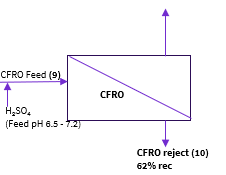 CFRO Feed (9)
CFRO
H₂SO₄
(Feed pH 6.5 - 7.2)
CFRO reject (10)
62% rec